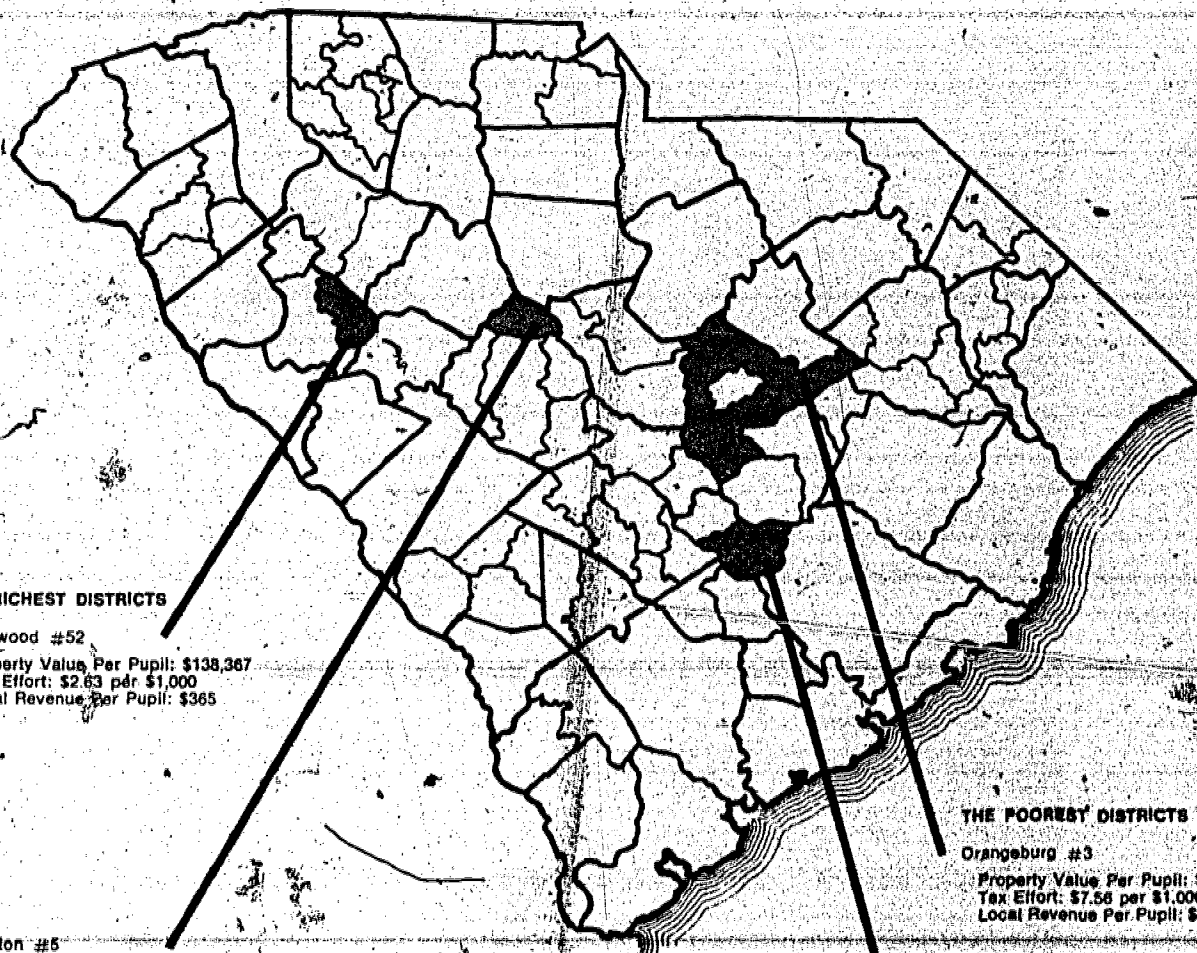 RICHEST DISTRICTS
wood #52
perty Value Per Pupil: $138,367
Effort: $2.63 per $1,000
al Revenue Per Pupil: $365
ton #5
THE POOREST DISTRICTS
Orangeburg #3
Property Value Per Pupil: $
Tax Effort: $7.56 per $1,000
Local Revenue Per Pupil: $